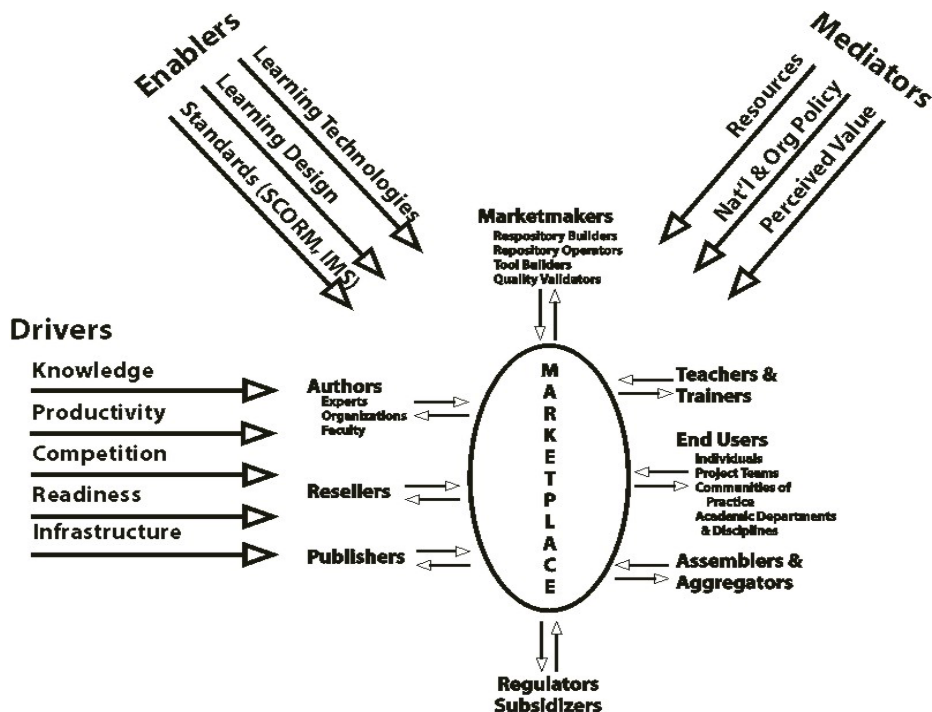 Enablers
Learning Technologies
Learning Design
Standards (SCORM, IMS)
Mediators
Resources
Nat'l & Org Policy
Perceived Value
Marketmakers
Respository Builders
Repository Operators
Tool Builders
Quality Validators
Drivers
Knowledge
Productivity
Competition
Readiness
Infrastructure
Authors
Experts
Organizations
Faculty
Resellers
Publishers
MARKETPLACE
Teachers &
Trainers
End Users
Individuals
Project Teams
Communities of
Practice
Academic Departments
& Disciplines
Assemblers &
Aggregators
Regulators
Subsidizers